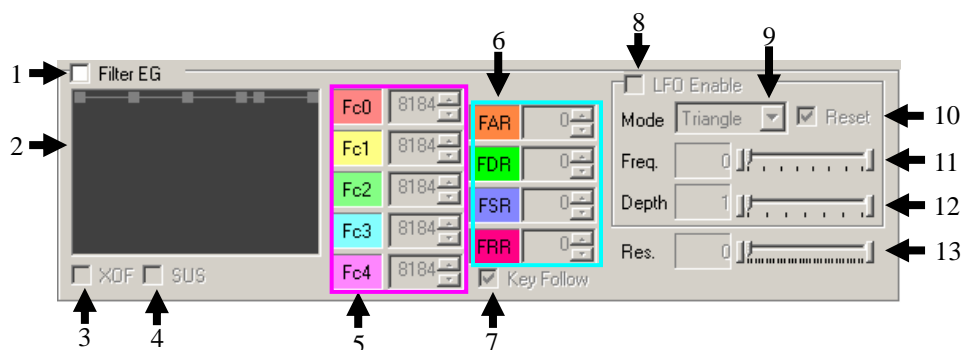 8
9
6
1
Filter EG
LFO Enable
2
Fc0 8184
Fc1 8184
Fc2 8184
Fc3 8184
Fc4 8184
FAR 0
FDR 0
FSR 0
FRR 0
Mode Triangle Reset
10
Freq. 0
11
Depth 1
12
Res. 0
13
XOF SUS
Key Follow
3
4
5
7